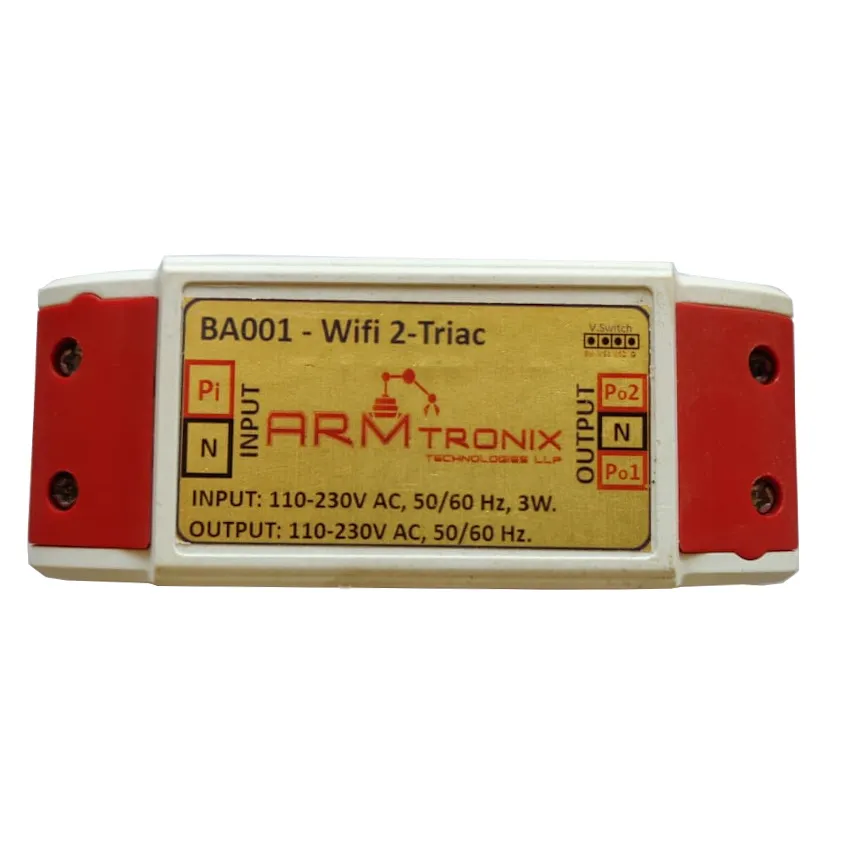 BA001 - Wifi 2-Triac
V.Switch
Pi
N
INPUT
ARMTRONIX
TECHNOLOGIES LLP
OUTPUT
Po2
N
Po1
INPUT: 110-230V AC, 50/60 Hz, 3W.
OUTPUT: 110-230V AC, 50/60 Hz.